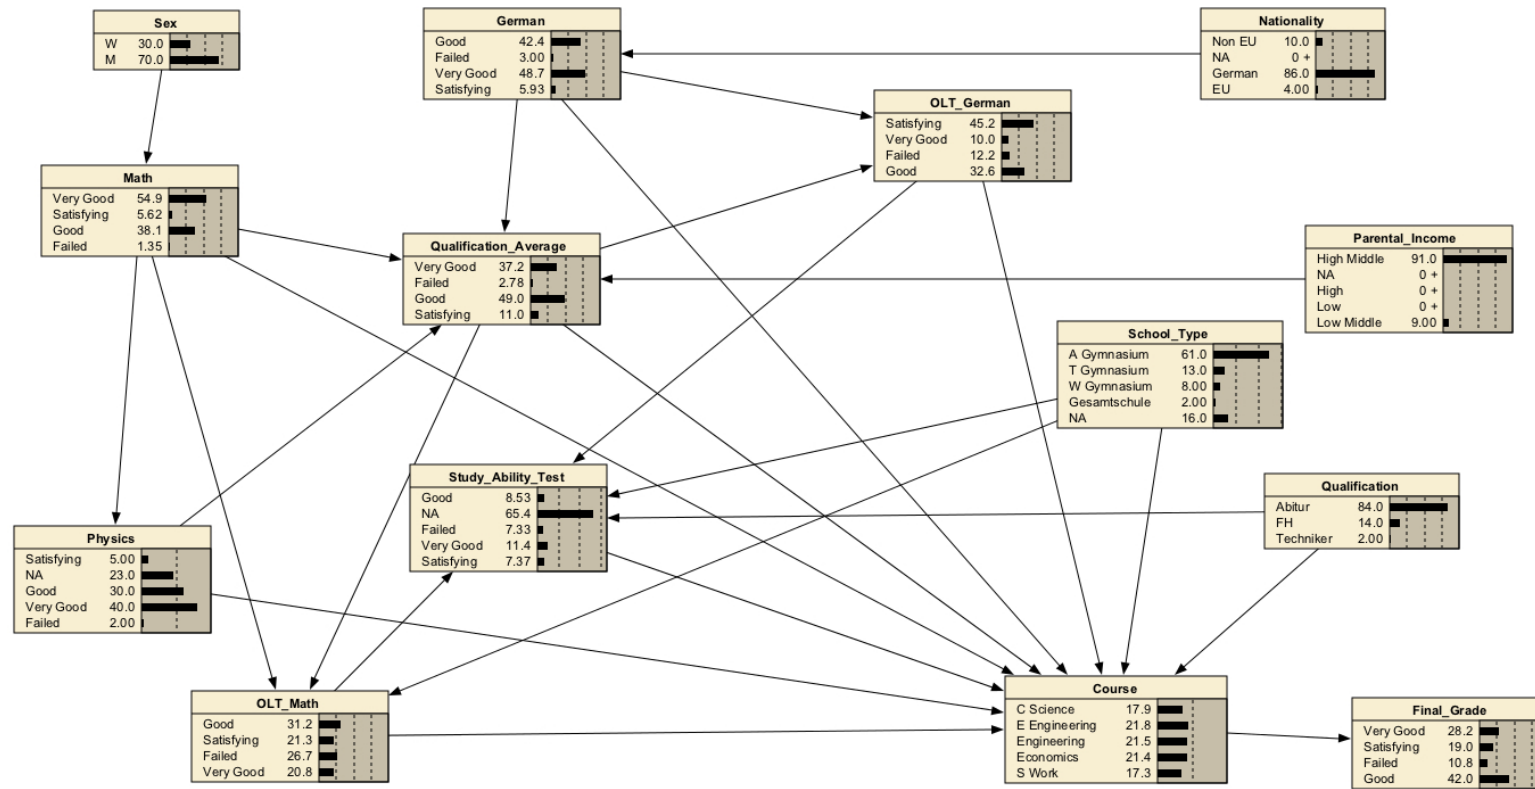 Sex
W 30.0
M 70.0
German
Good 42.4
Failed 3.00
Very Good 48.7
Satisfying 5.93
Nationality
Non EU 10.0
NA 0 +
German 86.0
EU 4.00
OLT_German
Satisfying 45.2
Very Good 10.0
Failed 12.2
Good 32.6
Math
Very Good 54.9
Satisfying 5.62
Good 38.1
Failed 1.35
Qualification_Average
Very Good 37.2
Failed 2.78
Good 49.0
Satisfying 11.0
Parental_Income
High Middle 91.0
NA 0 +
High 0 +
Low 0 +
Low Middle 9.00
School_Type
A Gymnasium 61.0
T Gymnasium 13.0
W Gymnasium 8.00
Gesamtschule 2.00
NA 16.0
Study_Ability_Test
Good 8.53
NA 65.4
Failed 7.33
Very Good 11.4
Satisfying 7.37
Qualification
Abitur 84.0
FH 14.0
Techniker 2.00
Physics
Satisfying 5.00
NA 23.0
Good 30.0
Very Good 40.0
Failed 2.00
OLT_Math
Good 31.2
Satisfying 21.3
Failed 26.7
Very Good 20.8
Course
C Science 17.9
E Engineering 21.8
Engineering 21.5
Economics 21.4
S Work 17.3
Final_Grade
Very Good 28.2
Satisfying 19.0
Failed 10.8
Good 42.0